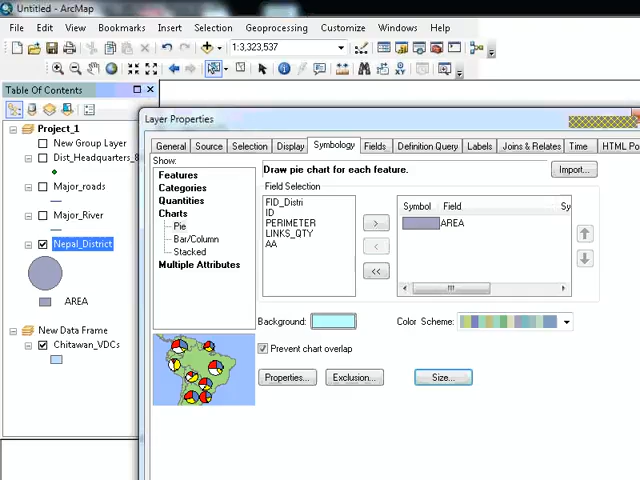 Untitled - ArcMap
File Edit View Bookmarks Insert Selection Geoprocessing Customize Windows Help
1:3,323,537
Table Of Contents
Project_1
New Group Layer
Dist_Headquarters_8
Major_roads
Major_River
Nepal_District
AREA
New Data Frame
Chitawan_VDCs
Layer Properties
General Source Selection Display Symbology Fields Definition Query Labels Joins & Relates Time HTML Po
Show:
Features
Categories
Quantities
Charts
Pie
Bar/Column
Stacked
Multiple Attributes
Draw pie chart for each feature.
Import...
Field Selection
FID_Distri
ID
PERIMETER
LINKS_QTY
AA
>
<
<<
Symbol Field Sy
AREA
Background:
Color Scheme:
Prevent chart overlap
Properties... Exclusion... Size...